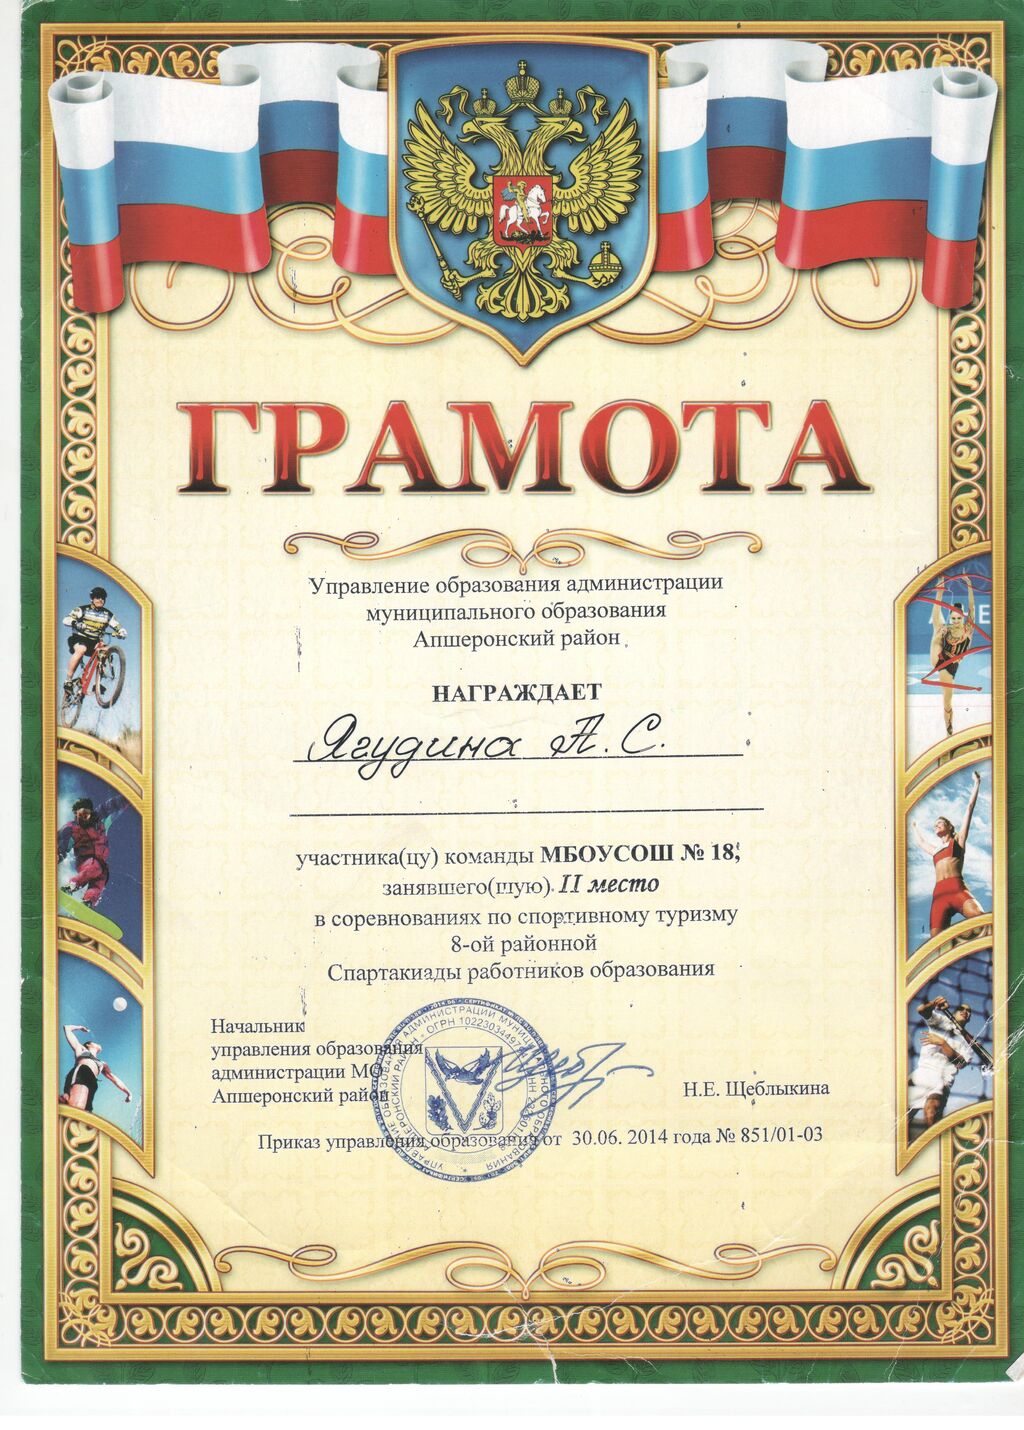 ГРАМОТА
Управление образования администрации
муниципального образования
Апшеронский район
НАГРАЖДАЕТ
Ягудина А.С.
участника(цу) команды МБОУСОШ № 18,
занявшего(шую) II место
в соревнованиях по спортивному туризму
8-ой районной
Спартакиады работников образования
Начальник
управления образования
администрации МО
Апшеронский район
Н.Е. Щеблыкина
Приказ управления образования от 30.06. 2014 года № 851/01-03